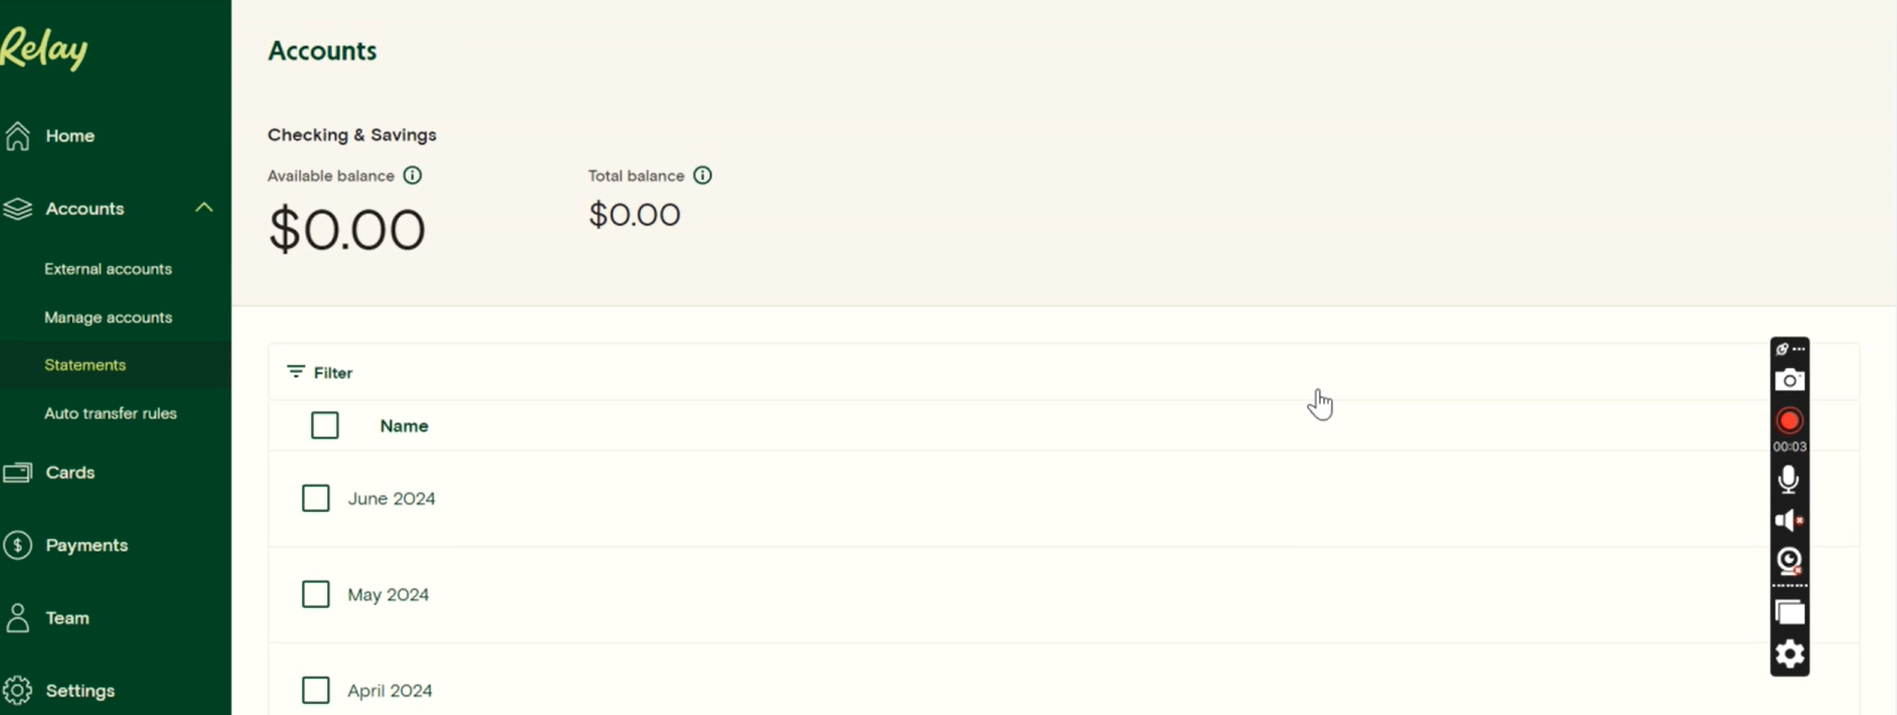 Relay
Home
Accounts
External accounts
Manage accounts
Statements
Auto transfer rules
Cards
Payments
Team
Settings
Accounts
Checking & Savings
Available balance
$0.00
Total balance
$0.00
Filter
Name
June 2024
May 2024
April 2024
00:03